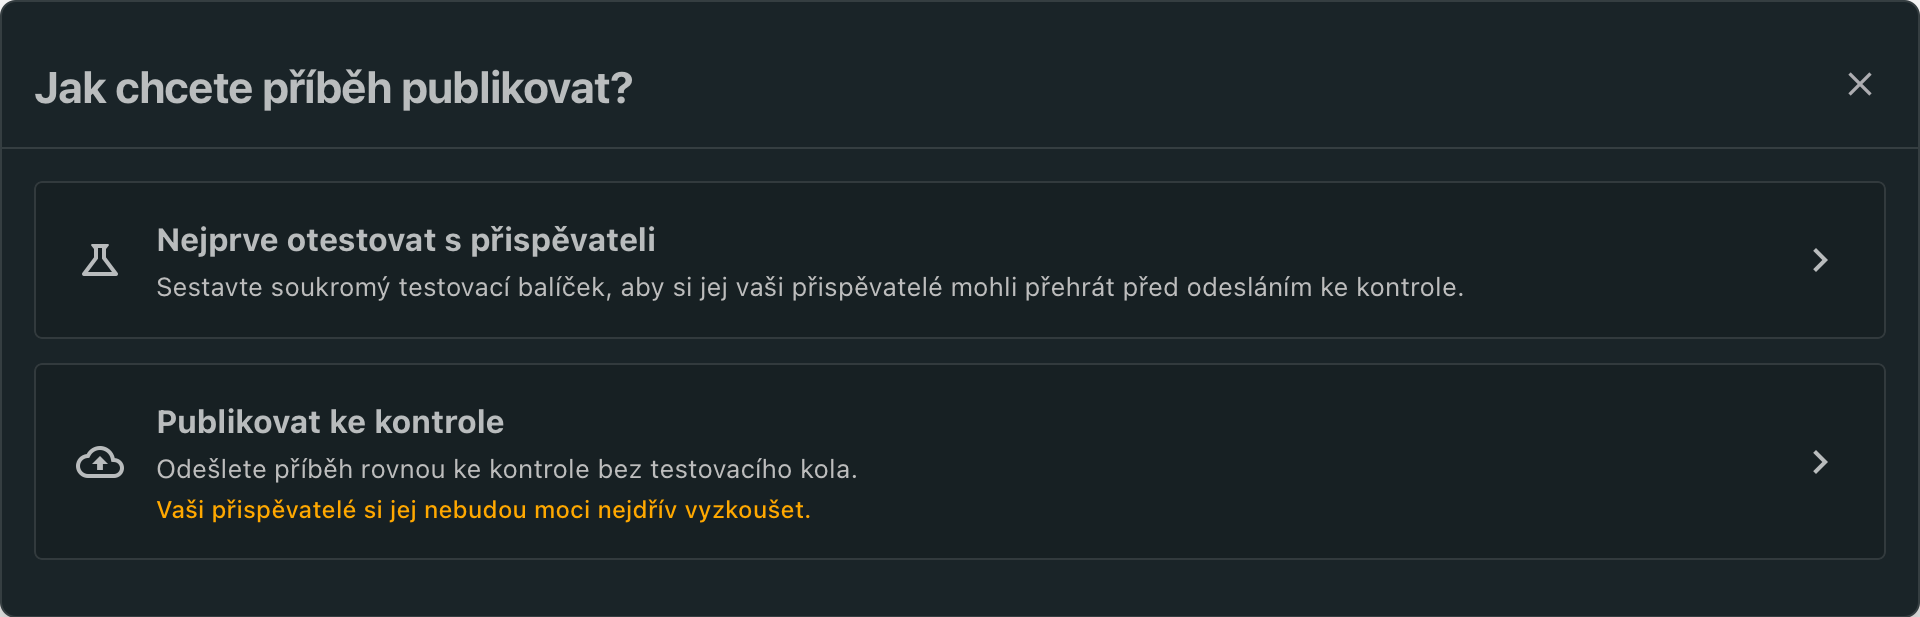 Jak chcete příběh publikovat?
Nejprve otestovat s přispěvateli
Sestavte soukromý testovací balíček, aby si jej vaši přispěvatelé mohli přehrát před odesláním ke kontrole.
Publikovat ke kontrole
Odešlete příběh rovnou ke kontrole bez testovacího kola.
Vaši přispěvatelé si jej nebudou moci nejdřív vyzkoušet.